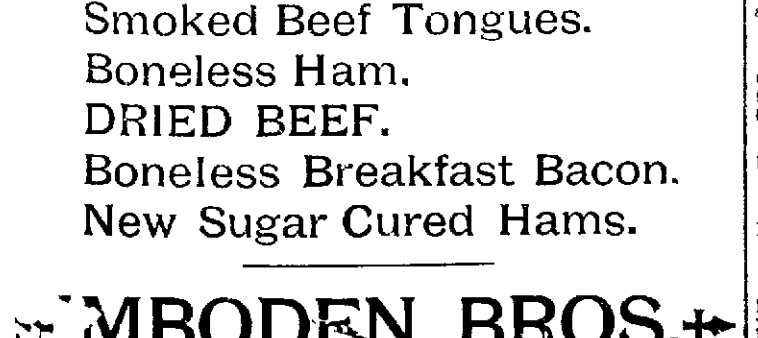 Smoked Beef Tongues.
Boneless Ham.
DRIED BEEF.
Boneless Breakfast Bacon.
New Sugar Cured Hams.
BROS.